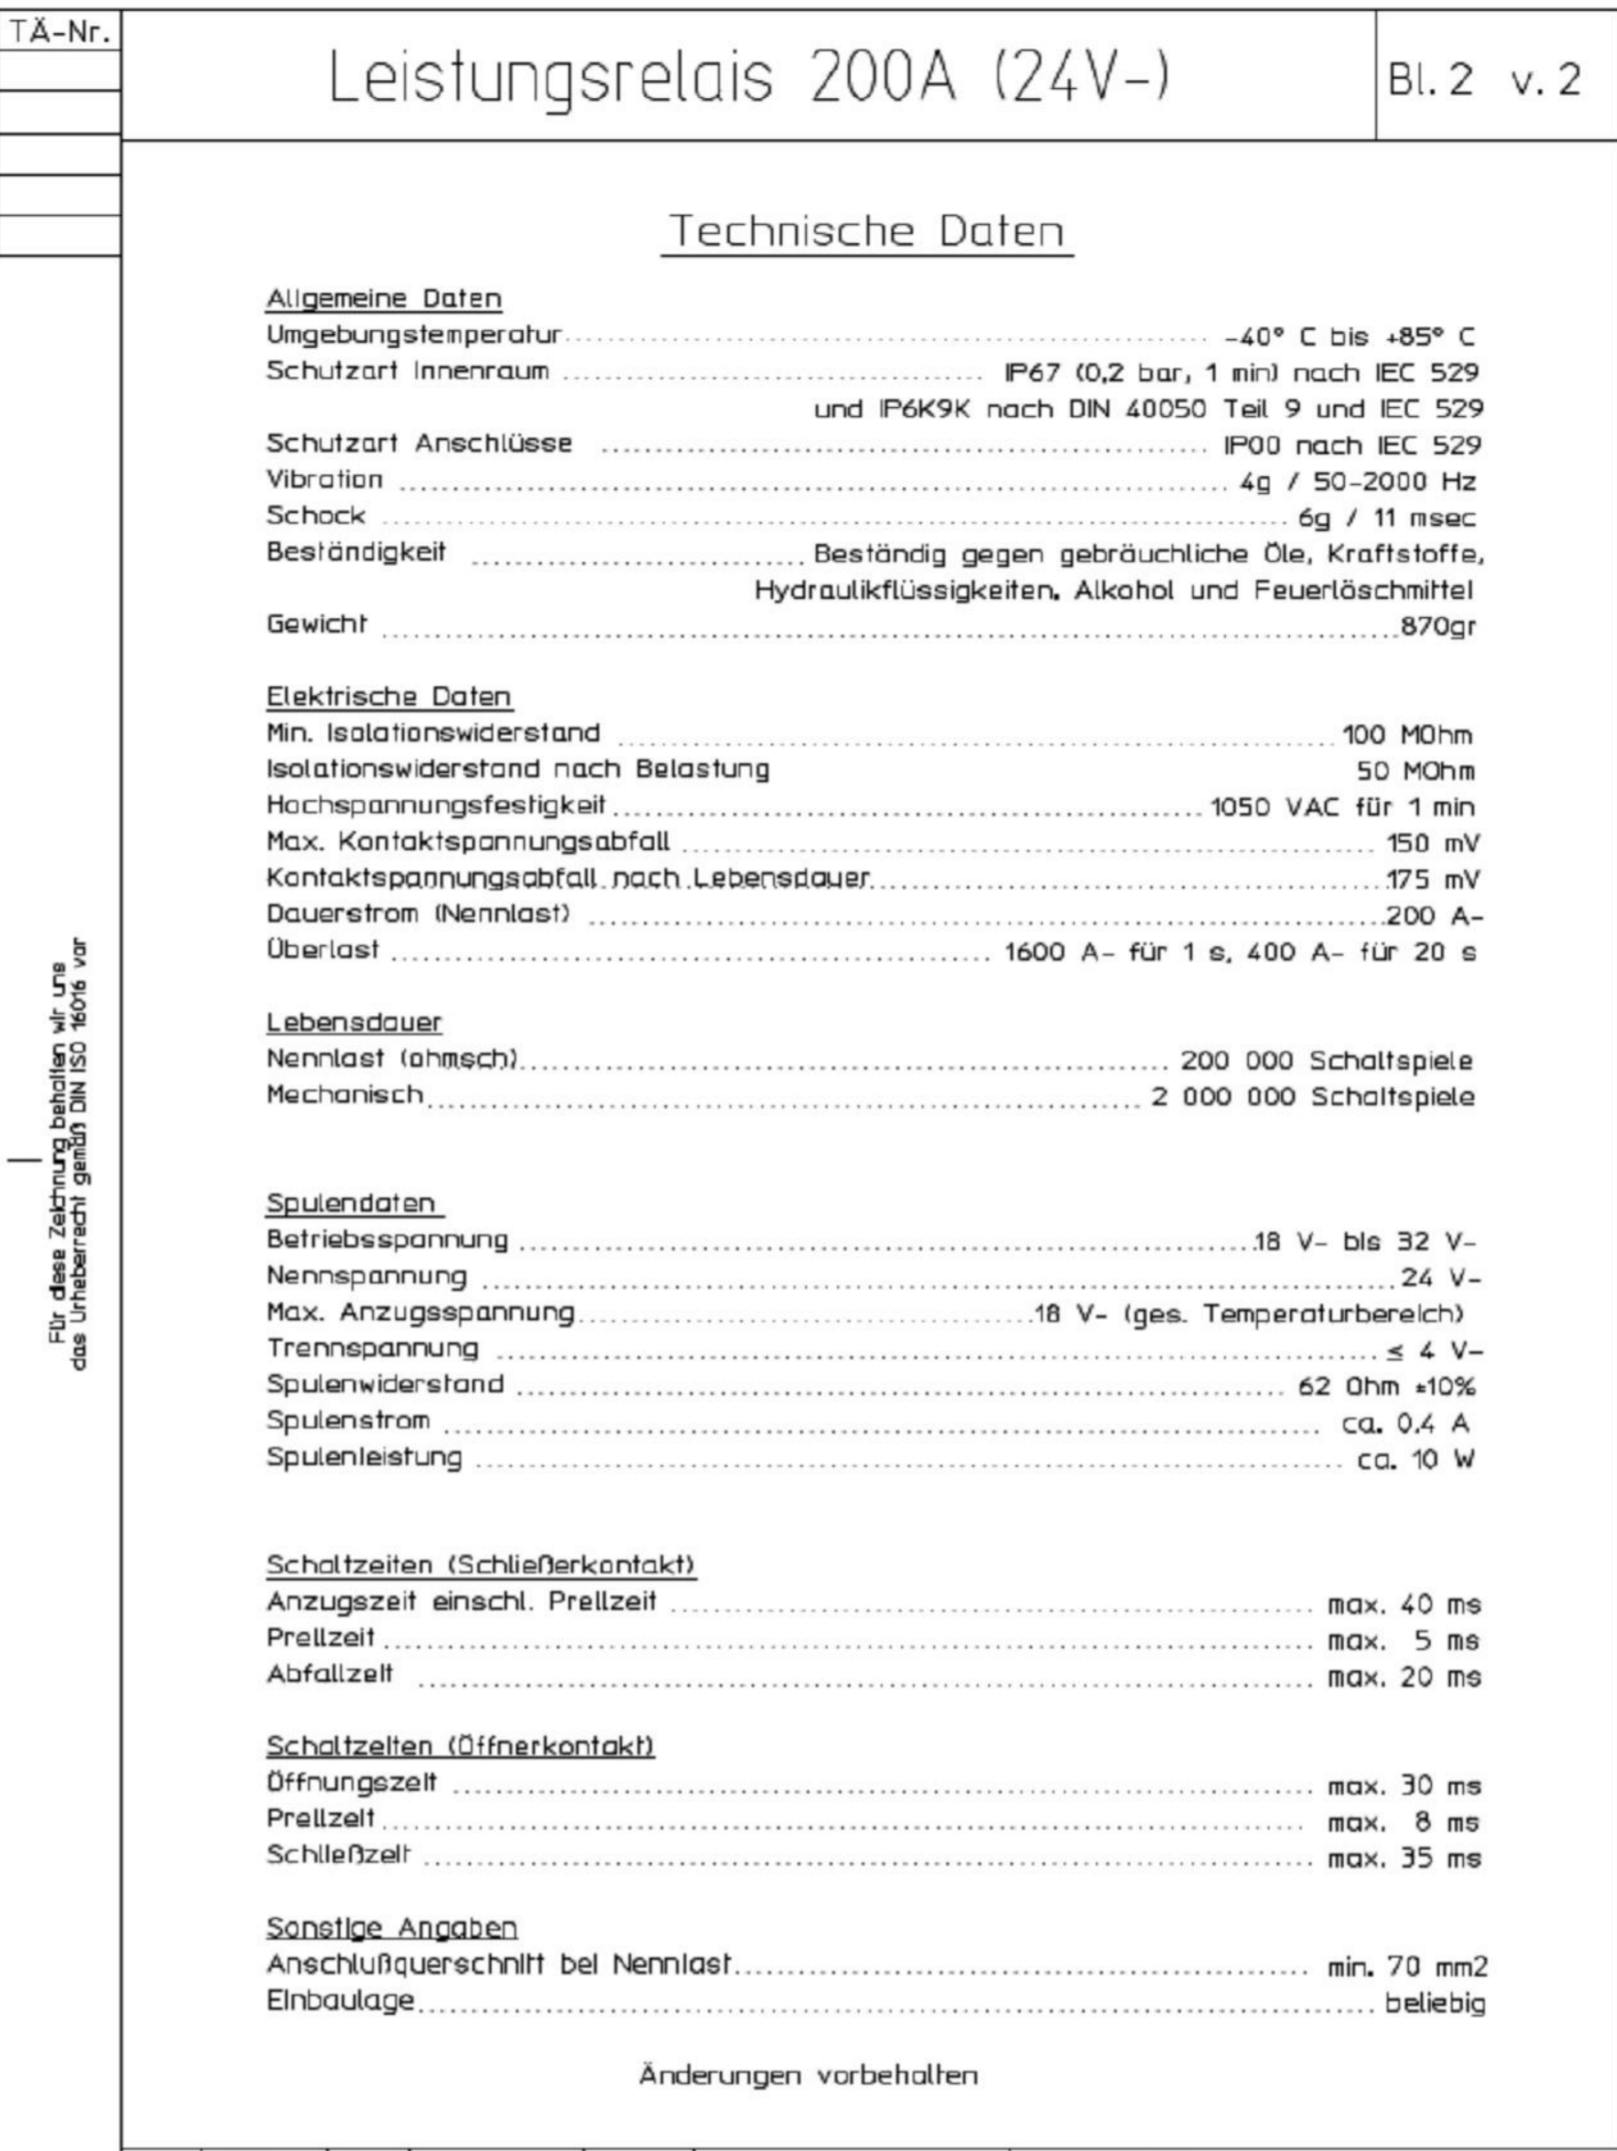 TÄ-Nr.
Leistungsrelais 200A (24V-)
Bl. 2 v. 2
Technische Daten
Allgemeine Daten
Umgebungstemperatur -40° C bis +85° C
Schutzart Innenraum IP67 (0,2 bar, 1 min) nach IEC 529
und IP6K9K nach DIN 40050 Teil 9 und IEC 529
Schutzart Anschlüsse IP00 nach IEC 529
Vibration 4g / 50-2000 Hz
Schock 6g / 11 msec
Beständigkeit Beständig gegen gebräuchliche Öle, Kraftstoffe,
Hydraulikflüssigkeiten, Alkohol und Feuerlöschmittel
Gewicht 870gr
Elektrische Daten
Min. Isolationswiderstand 100 MOhm
Isolationswiderstand nach Belastung 50 MOhm
Hochspannungsfestigkeit 1050 VAC für 1 min
Max. Kontaktspannungsabfall 150 mV
Kontaktspannungsabfall nach Lebensdauer 175 mV
Dauerstrom (Nennlast) 200 A-
Überlast 1600 A- für 1 s, 400 A- für 20 s
Lebensdauer
Nennlast (ohmsch) 200 000 Schaltspiele
Mechanisch 2 000 000 Schaltspiele
Spulendaten
Betriebsspannung 18 V- bis 32 V-
Nennspannung 24 V-
Max. Anzugsspannung 18 V- (ges. Temperaturbereich)
Trennspannung ≤ 4 V-
Spulenwiderstand 62 Ohm ±10%
Spulenstrom ca. 0,4 A
Spulenleistung ca. 10 W
Schaltzeiten (Schließerkontakt)
Anzugszeit einschl. Prellzeit max. 40 ms
Prellzeit max. 5 ms
Abfallzeit max. 20 ms
Schaltzeiten (Öffnerkontakt)
Öffnungszeit max. 30 ms
Prellzeit max. 8 ms
Schließzeit max. 35 ms
Sonstige Angaben
Anschlußquerschnitt bei Nennlast min. 70 mm2
Einbaulage beliebig
Änderungen vorbehalten
Für diese Zeichnung behalten wir uns
das Urheberrecht gemäß DIN ISO 16016 vor